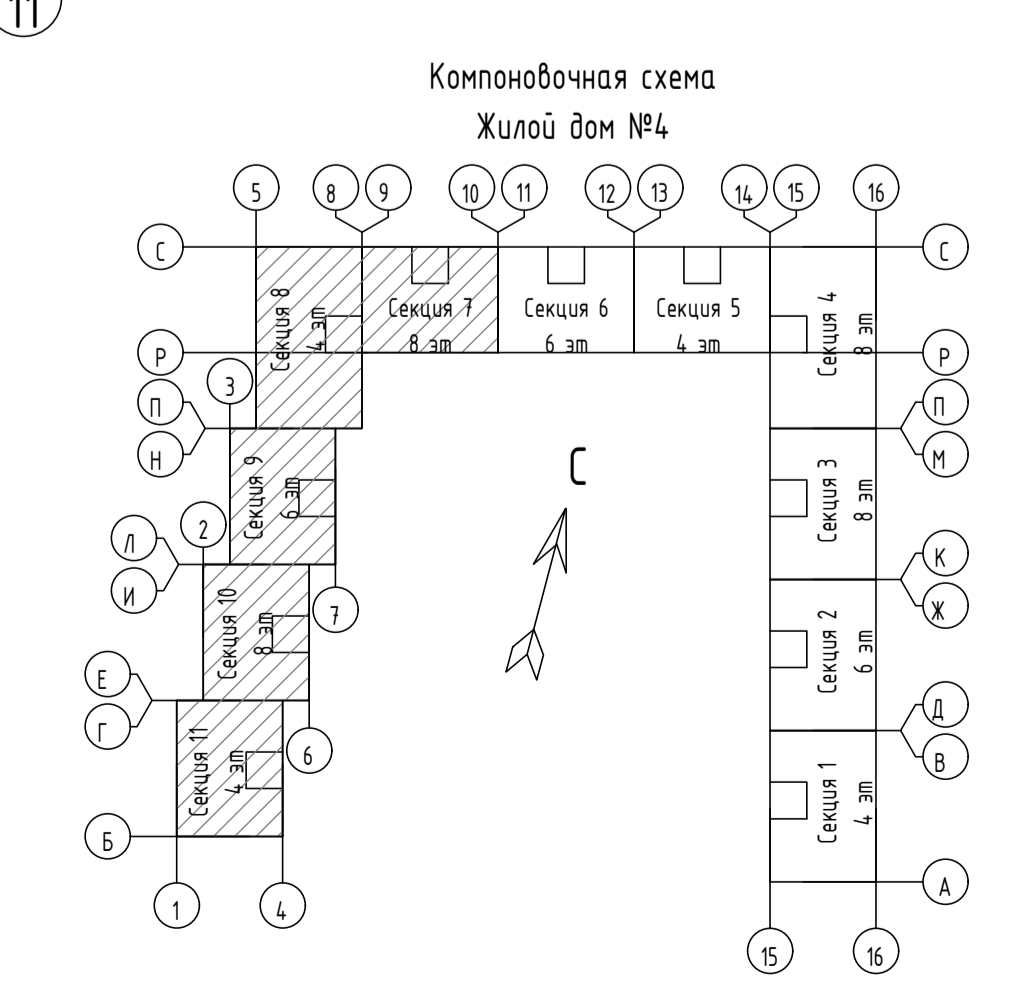 11
Компоновочная схема
Жилой дом №4
5
8
9
10
11
12
13
14
15
16
С
С
Секция 8
4 эт
Секция 7
8 эт
Секция 6
6 эт
Секция 5
4 эт
Секция 4
8 эт
Р
Р
3
П
Н
П
М
Секция 9
6 эт
С
Секция 3
8 эт
2
Л
И
К
Ж
7
Секция 10
8 эт
Секция 2
6 эт
Е
Г
Д
В
6
Секция 11
4 эт
Секция 1
4 эт
Б
А
1
4
15
16